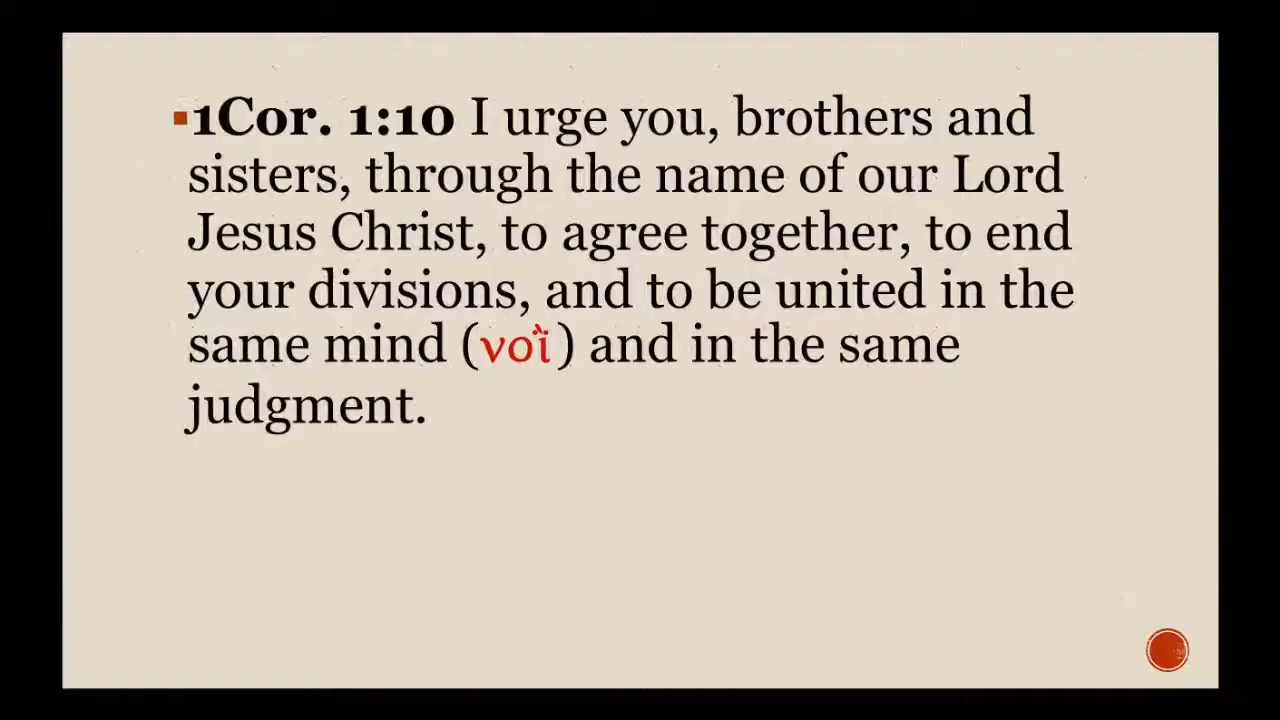 ▪1Cor. 1:10 I urge you, brothers and
sisters, through the name of our Lord
Jesus Christ, to agree together, to end
your divisions, and to be united in the
same mind (νοῒ) and in the same
judgment.